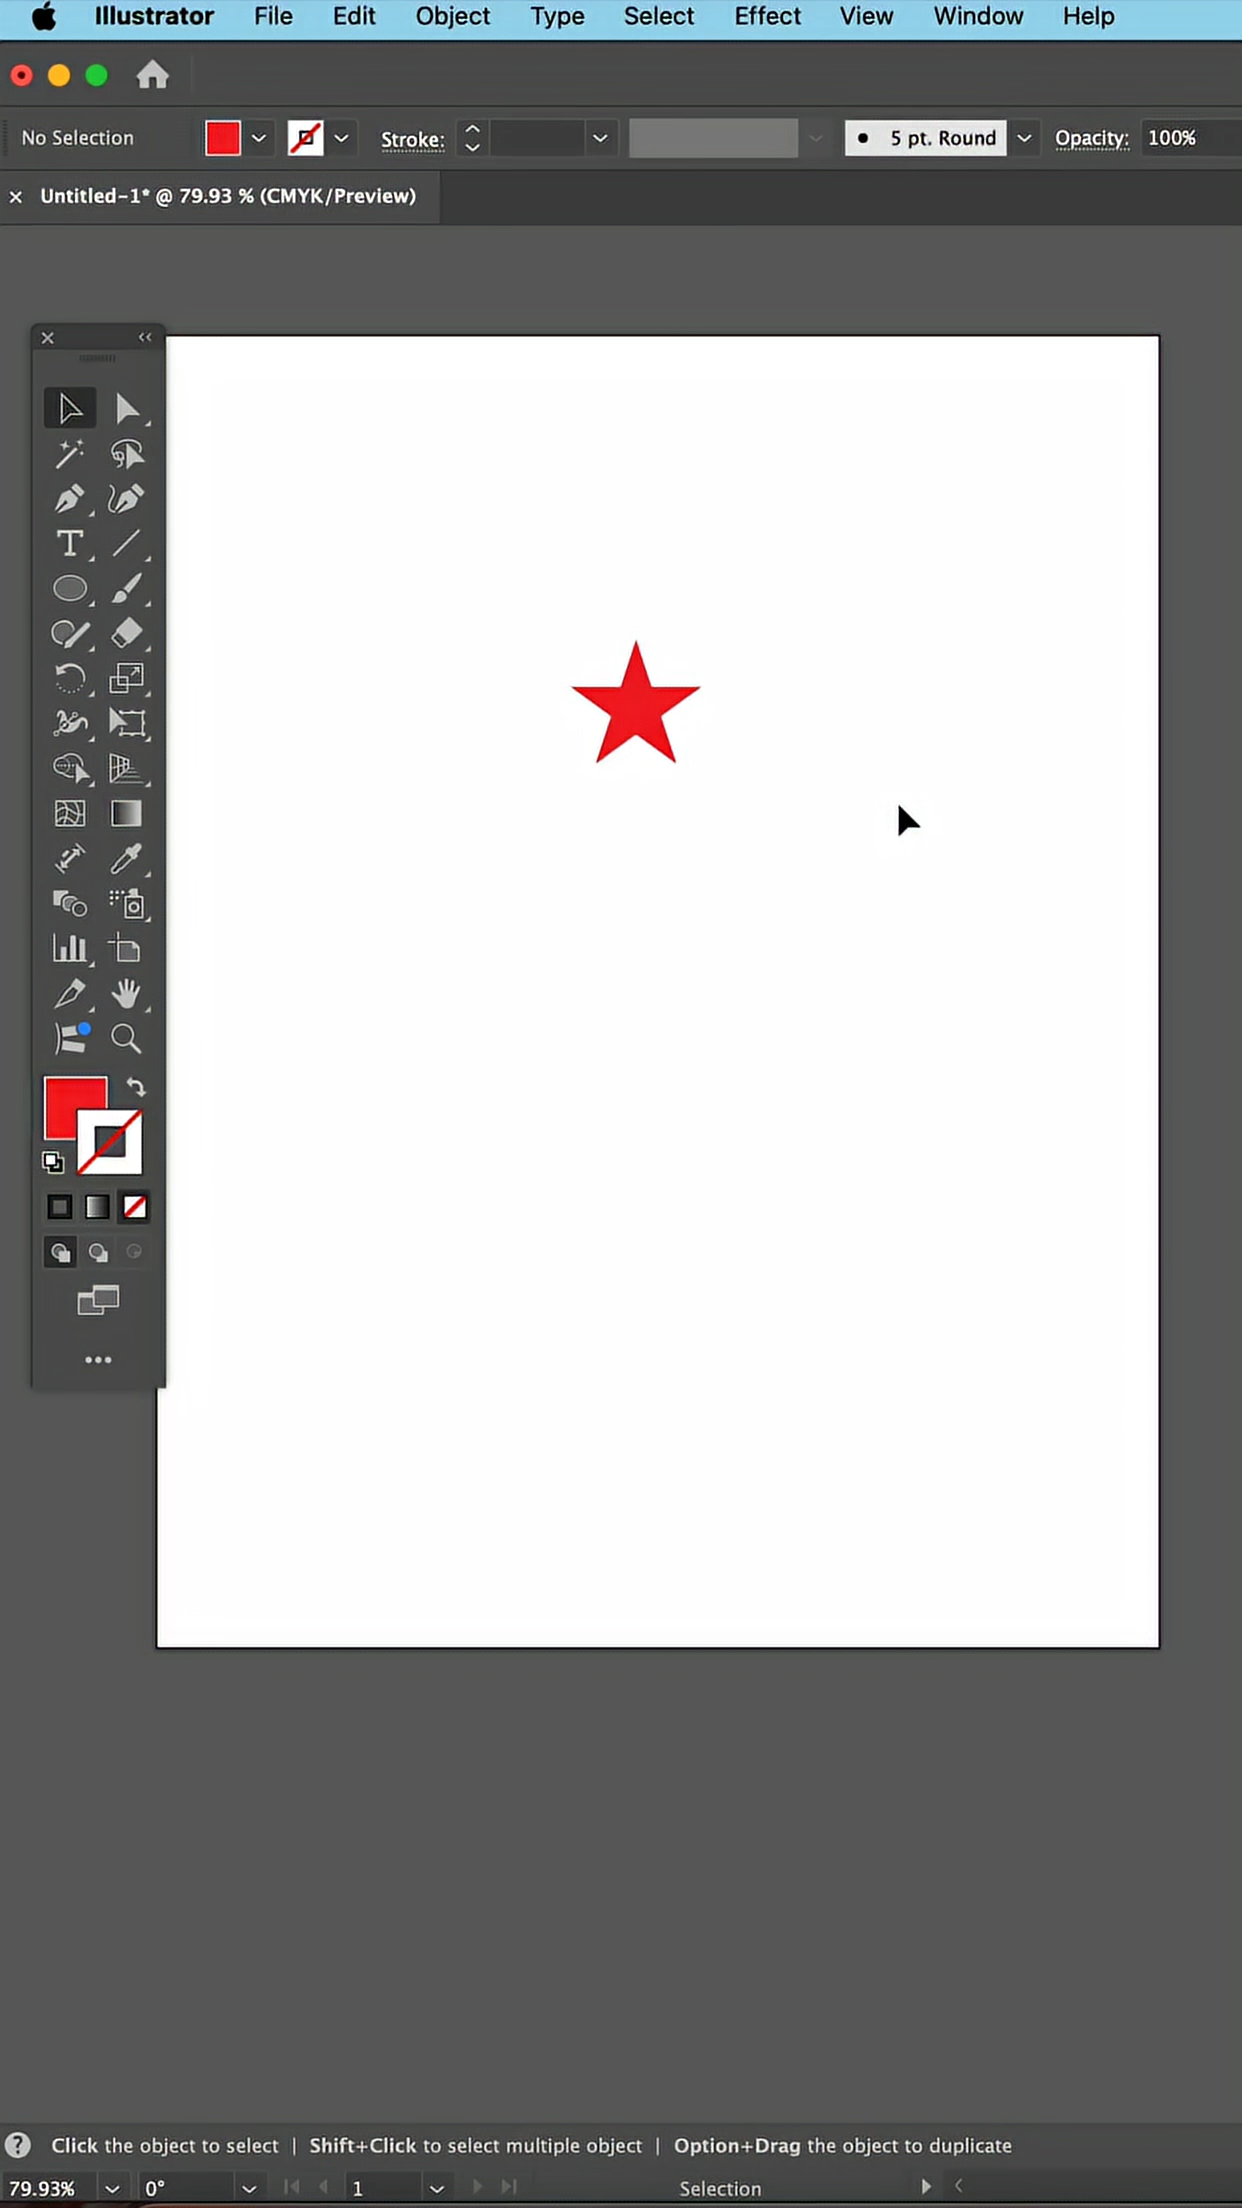 Illustrator File Edit Object Type Select Effect View Window Help
No Selection Stroke: 5 pt. Round Opacity: 100%
Untitled-1* @ 79.93 % (CMYK/Preview)
Click the object to select | Shift+Click to select multiple object | Option+Drag the object to duplicate
79.93% 0° 1 Selection